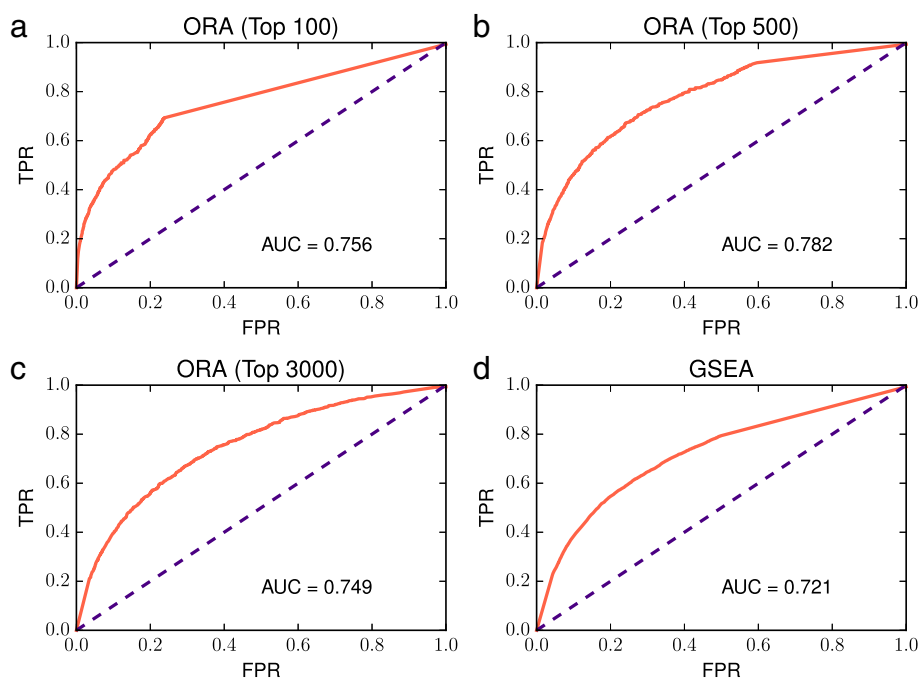 a
ORA (Top 100)
1.0
0.8
0.6
0.4
0.2
0.0
TPR
AUC = 0.756
0.0 0.2 0.4 0.6 0.8 1.0
FPR
b
ORA (Top 500)
1.0
0.8
0.6
0.4
0.2
0.0
TPR
AUC = 0.782
0.0 0.2 0.4 0.6 0.8 1.0
FPR
c
ORA (Top 3000)
1.0
0.8
0.6
0.4
0.2
0.0
TPR
AUC = 0.749
0.0 0.2 0.4 0.6 0.8 1.0
FPR
d
GSEA
1.0
0.8
0.6
0.4
0.2
0.0
TPR
AUC = 0.721
0.0 0.2 0.4 0.6 0.8 1.0
FPR